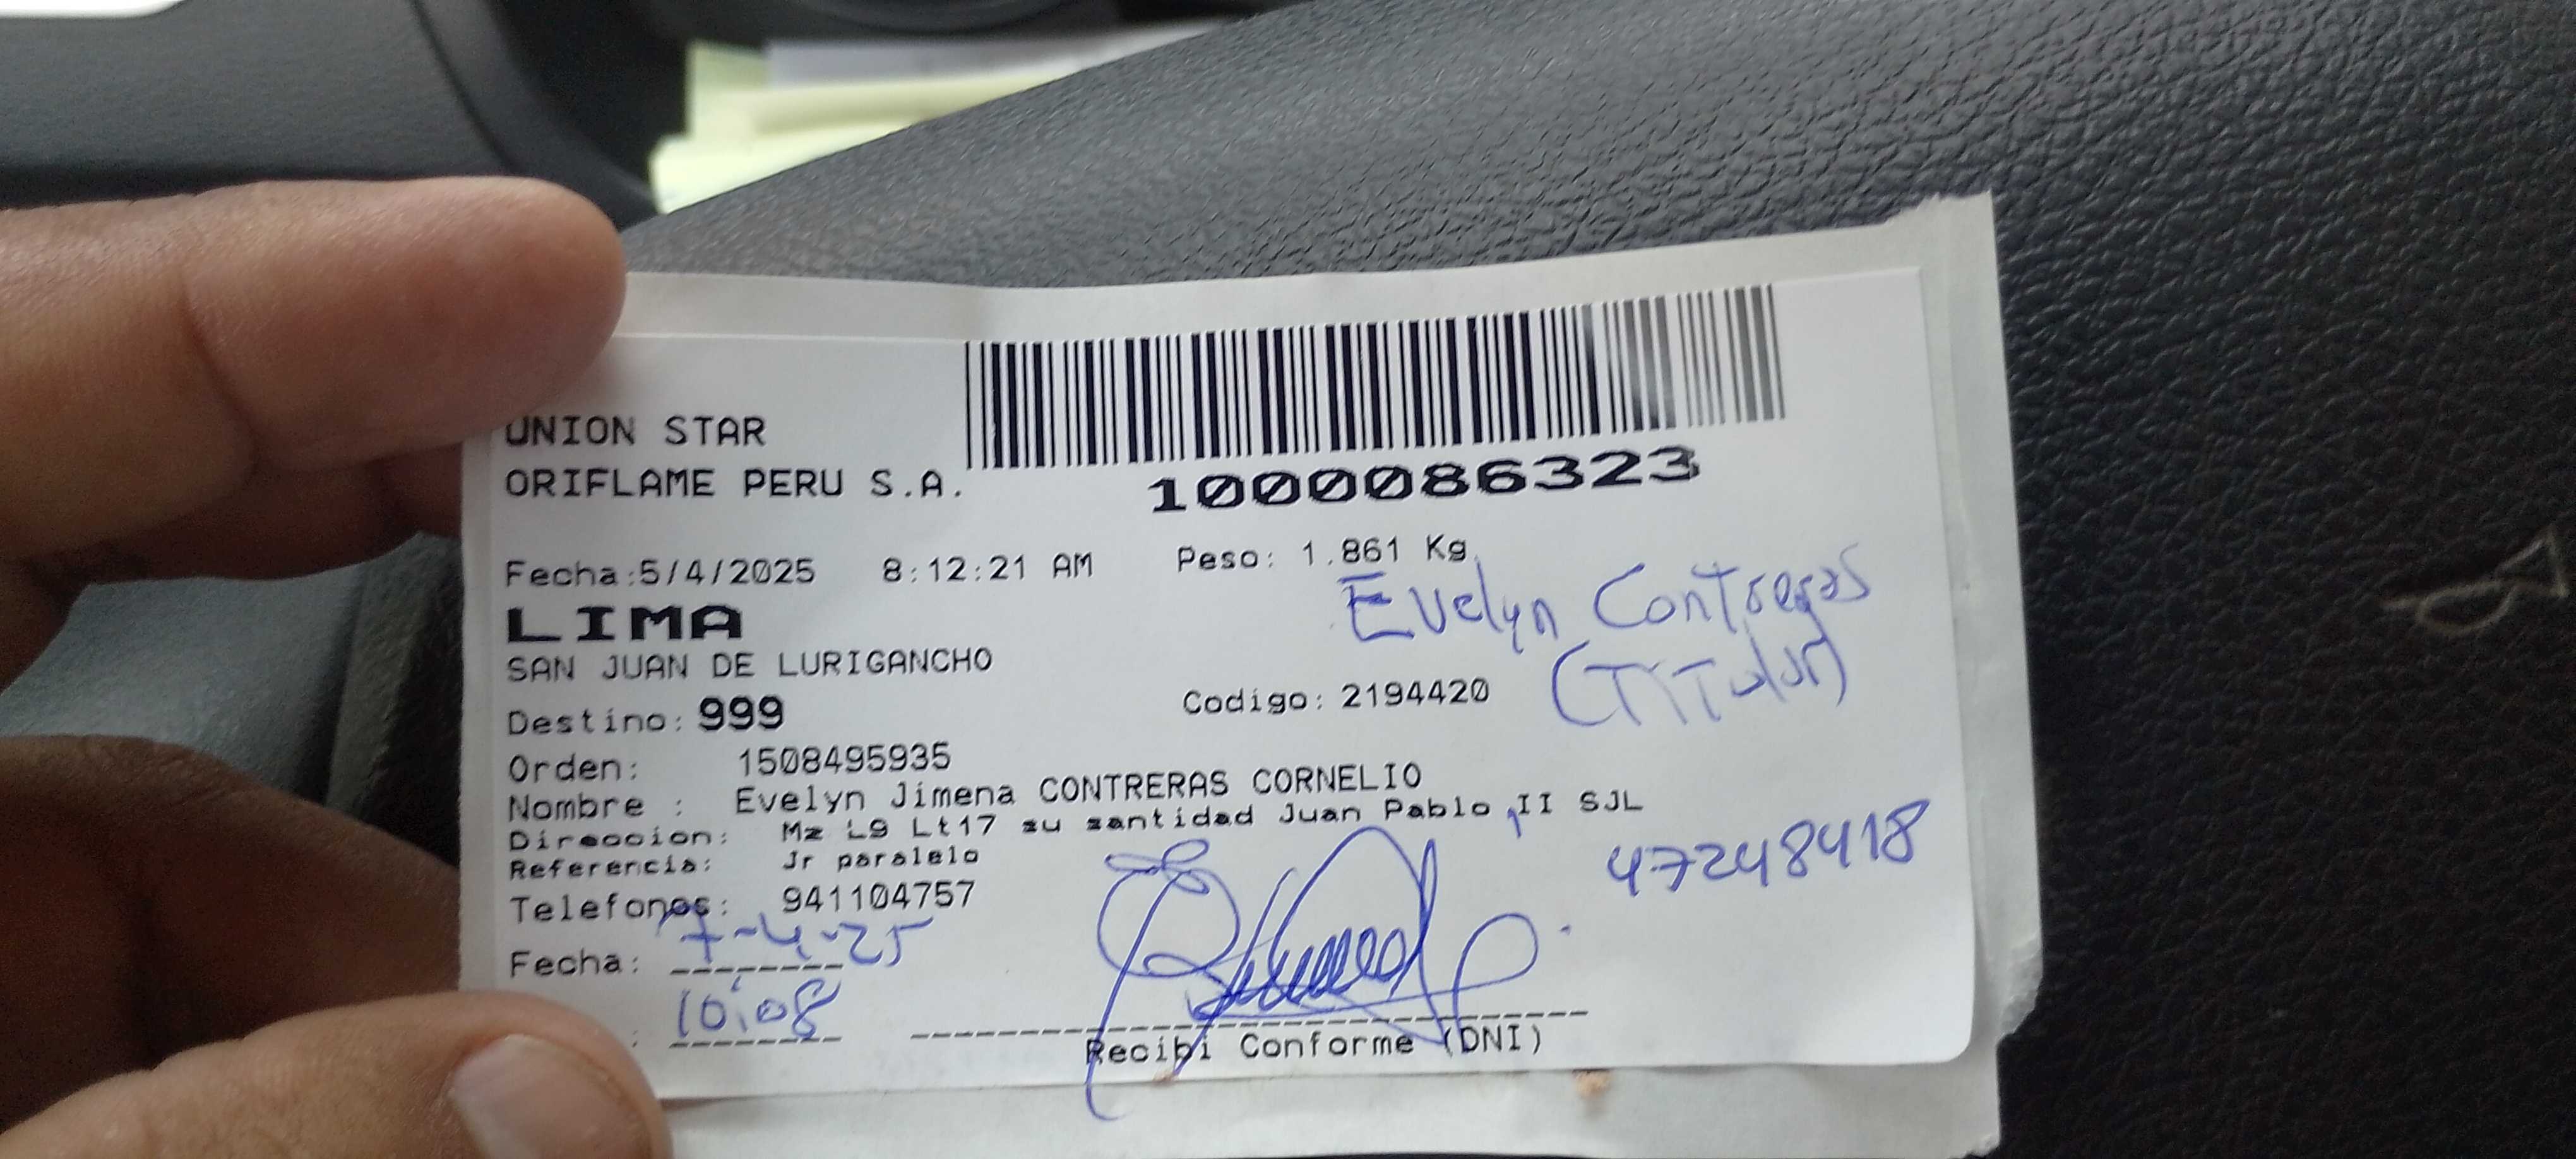 UNION STAR
ORIFLAME PERU S.A.
1000086323
Fecha:5/4/2025 8:12:21 AM Peso: 1.861 Kg
Evelyn Contreras
LIMA
(TiTular)
SAN JUAN DE LURIGANCHO
Destino: 999 Codigo: 2194420
Orden: 1508495935
Nombre : Evelyn Jimena CONTRERAS CORNELIO
Direccion: Mz L9 Lt17 su santidad Juan Pablo II SJL
Referencia: Jr paralelo
47248418
Telefonos: 941104757
Fecha: 7-4-25
10:08
Recibi Conforme (DNI)